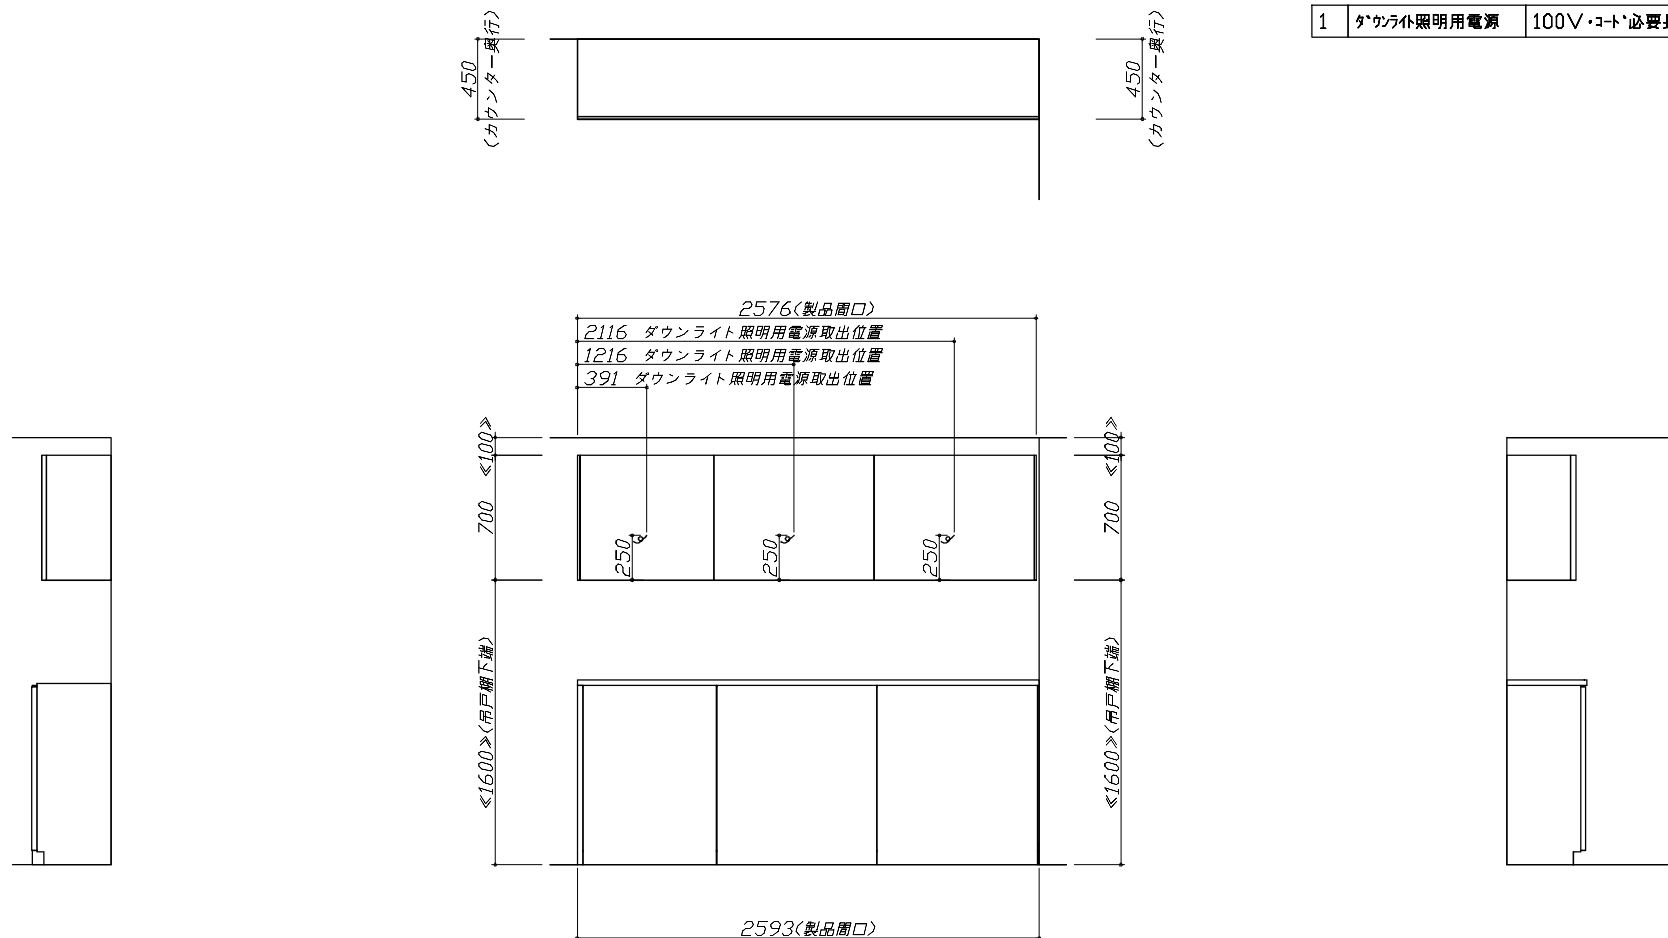 1 ダウンライト照明用電源 100V・コード必要
450
(カウンター奥行)
450
(カウンター奥行)
2576(製品間口)
2116 ダウンライト照明用電源取出位置
1216 ダウンライト照明用電源取出位置
391 ダウンライト照明用電源取出位置
≪100≫
700
≪1600≫(吊戸棚下端)
250
250
250
≪100≫
700
≪1600≫(吊戸棚下端)
2593(製品間口)